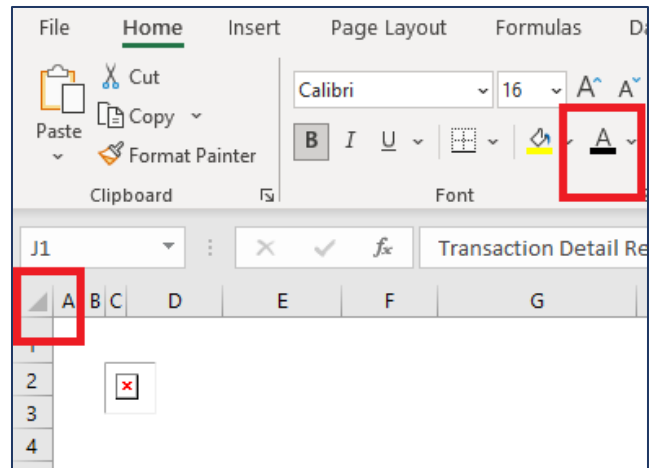 File Home Insert Page Layout Formulas Da
Cut
Calibri 16 A A
Copy
Paste
B I U A
Format Painter
Clipboard Font
J1 fx Transaction Detail Re
A B C D E F G
1
2
3
4